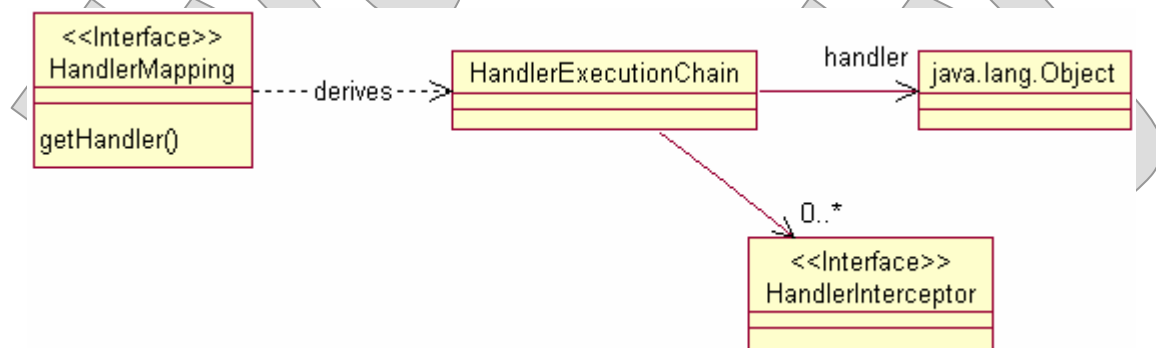 <<Interface>>
HandlerMapping
getHandler()
derives
HandlerExecutionChain
handler
java.lang.Object
0..*
<<Interface>>
HandlerInterceptor